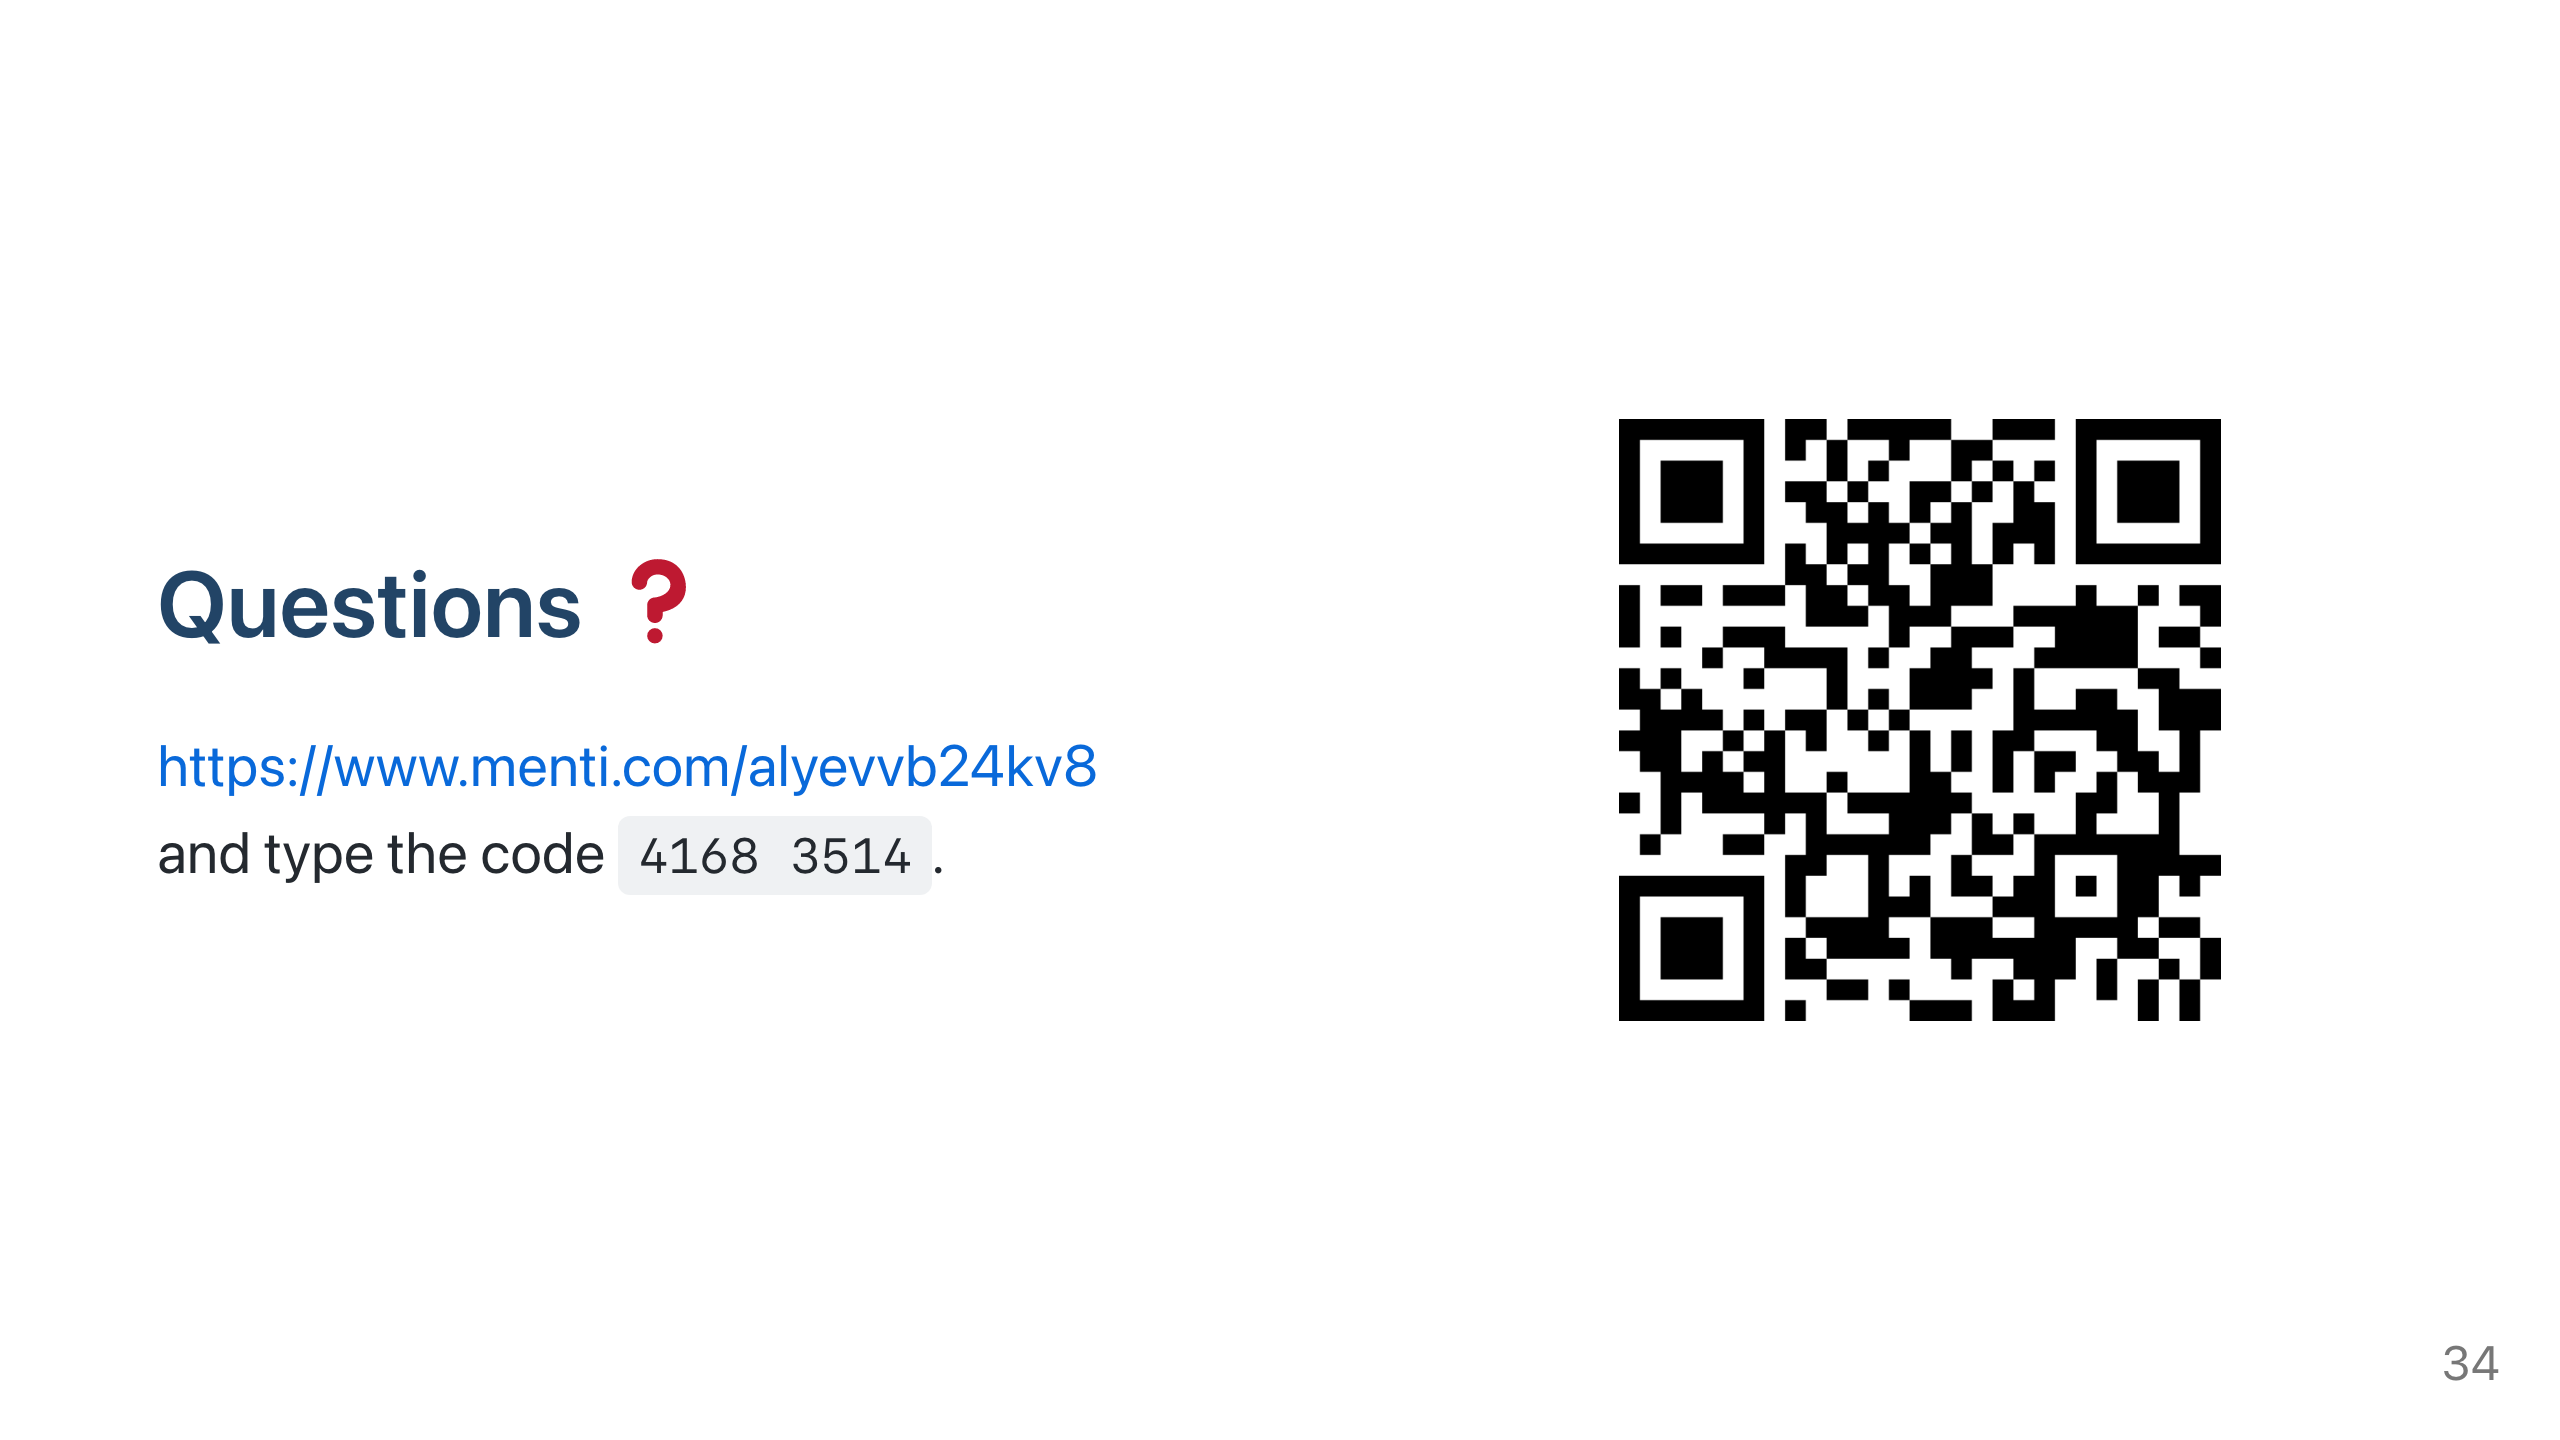 Questions ❓
https://www.menti.com/alyevvb24kv8
and type the code 4168 3514.
34